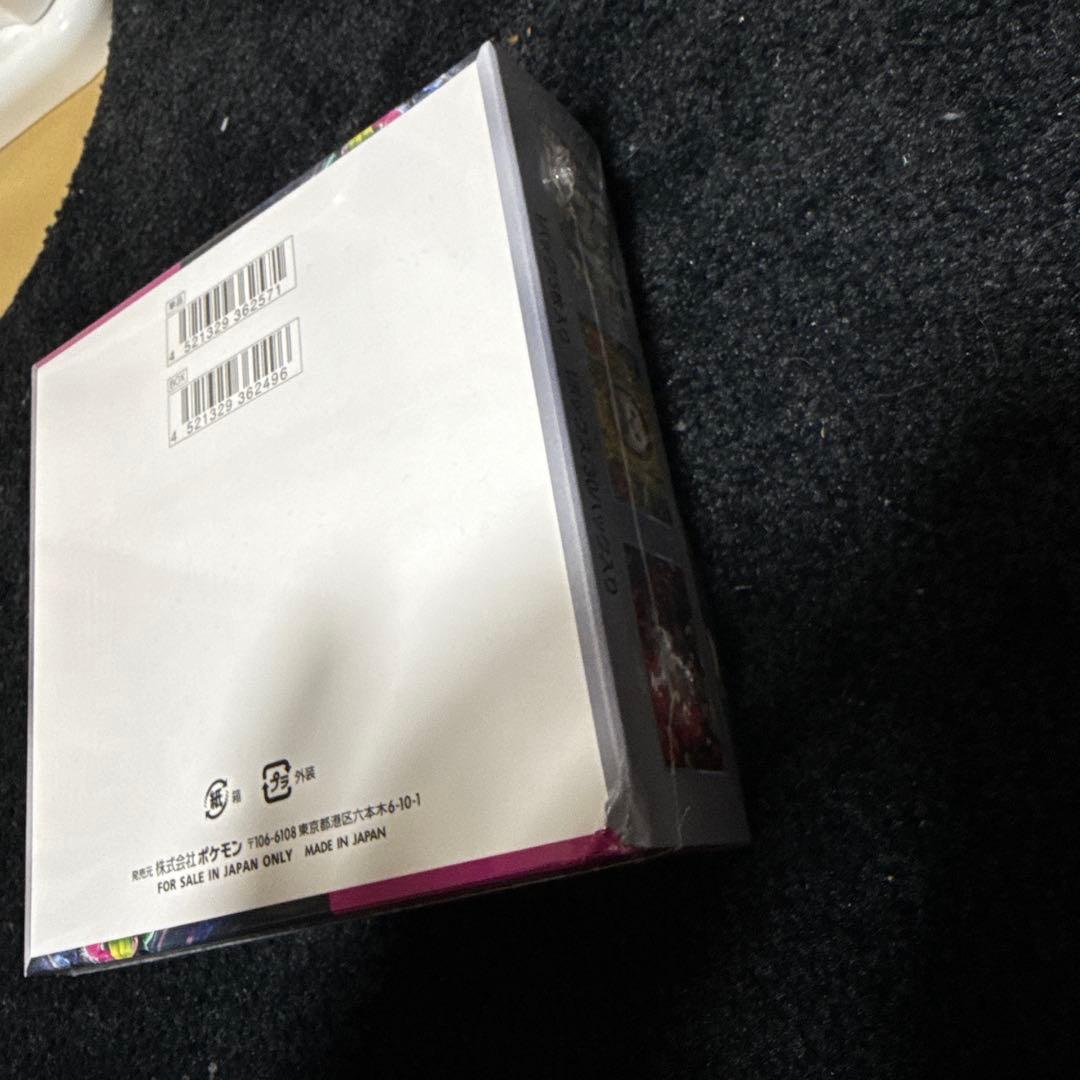 単品
4 521329 362571
BOX
4 521329 362496
紙 箱
プラ 外装
発売元 株式会社ポケモン 〒106-6108 東京都港区六本木6-10-1
FOR SALE IN JAPAN ONLY MADE IN JAPAN